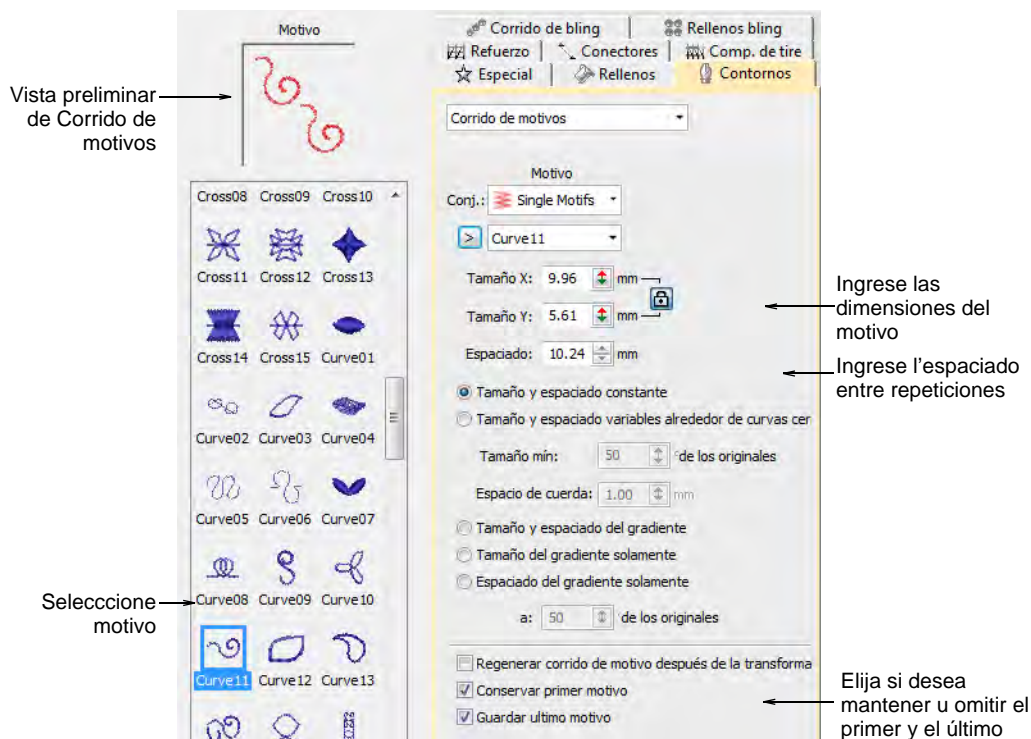 Motivo
Vista preliminar
de Corrido de
motivos
Cross08 Cross09 Cross10
Cross11 Cross12 Cross13
Cross14 Cross15 Curve01
Curve02 Curve03 Curve04
Curve05 Curve06 Curve07
Curve08 Curve09 Curve10
Selecccione
motivo
Curve11 Curve12 Curve13
Corrido de bling Rellenos bling
Refuerzo Conectores Comp. de tire
Especial Rellenos Contornos
Corrido de motivos
Motivo
Conj.: Single Motifs
> Curve11
Tamaño X: 9.96 mm
Tamaño Y: 5.61 mm
Espaciado: 10.24 mm
Tamaño y espaciado constante
Tamaño y espaciado variables alrededor de curvas cer
Tamaño mín: 50 de los originales
Espacio de cuerda: 1.00 mm
Tamaño y espaciado del gradiente
Tamaño del gradiente solamente
Espaciado del gradiente solamente
a: 50 de los originales
Regenerar corrido de motivo después de la transforma
Conservar primer motivo
Guardar ultimo motivo
Ingrese las
dimensiones del
motivo
Ingrese l’espaciado
entre repeticiones
Elija si desea
mantener u omitir el
primer y el último